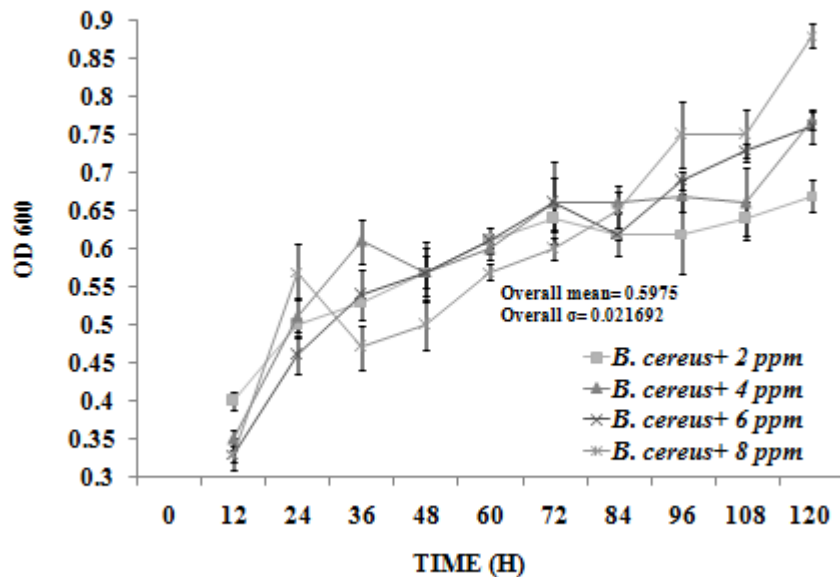 0.9
0.85
0.8
0.75
0.7
0.65
0.6
0.55
0.5
0.45
0.4
0.35
0.3
OD 600
Overall mean= 0.5975
Overall σ= 0.021692
B. cereus+ 2 ppm
B. cereus+ 4 ppm
B. cereus+ 6 ppm
B. cereus+ 8 ppm
0 12 24 36 48 60 72 84 96 108 120
TIME (H)